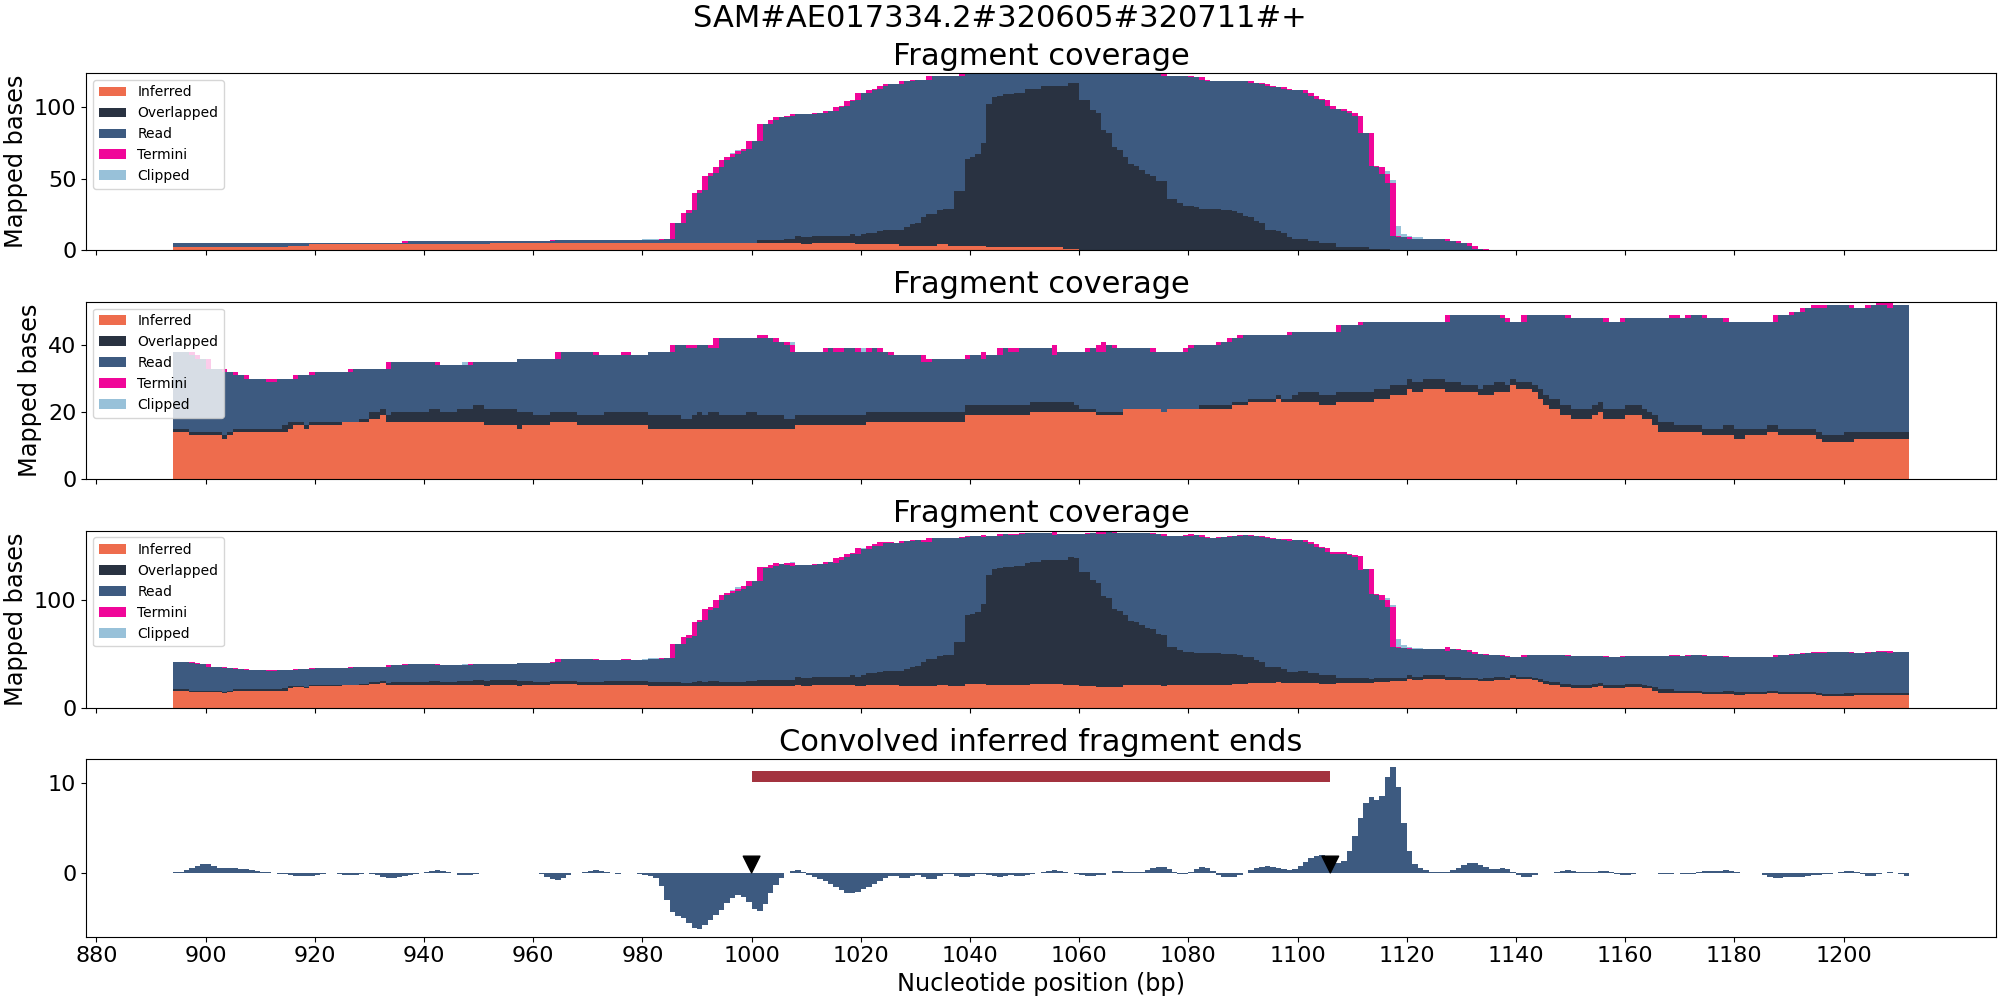 SAM#AE017334.2#320605#320711#+
Fragment coverage
Mapped bases
100
50
0
Inferred
Overlapped
Read
Termini
Clipped
Fragment coverage
Mapped bases
40
20
0
Inferred
Overlapped
Read
Termini
Clipped
Fragment coverage
Mapped bases
100
0
Inferred
Overlapped
Read
Termini
Clipped
Convolved inferred fragment ends
10
0
880 900 920 940 960 980 1000 1020 1040 1060 1080 1100 1120 1140 1160 1180 1200
Nucleotide position (bp)